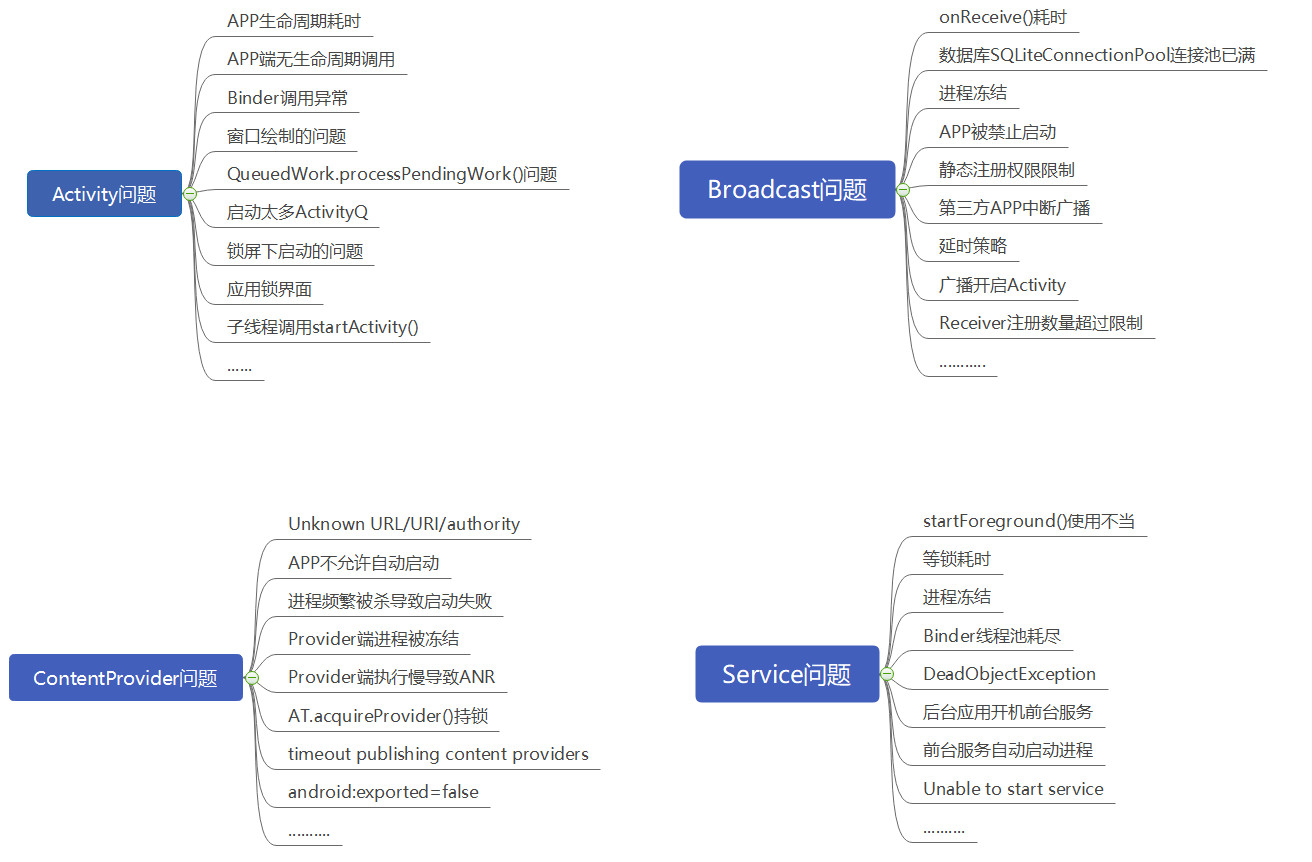 Activity问题
APP生命周期耗时
APP端无生命周期调用
Binder调用异常
窗口绘制的问题
QueuedWork.processPendingWork()问题
启动太多ActivityQ
锁屏下启动的问题
应用锁界面
子线程调用startActivity()
......
Broadcast问题
onReceive()耗时
数据库SQLiteConnectionPool连接池已满
进程冻结
APP被禁止启动
静态注册权限限制
第三方APP中断广播
延时策略
广播开启Activity
Receiver注册数量超过限制
...........
ContentProvider问题
Unknown URL/URI/authority
APP不允许自动启动
进程频繁被杀导致启动失败
Provider端进程被冻结
Provider端执行慢导致ANR
AT.acquireProvider()持锁
timeout publishing content providers
android:exported=false
..........
Service问题
startForeground()使用不当
等锁耗时
进程冻结
Binder线程池耗尽
DeadObjectException
后台应用开机前台服务
前台服务自动启动进程
Unable to start service
..........